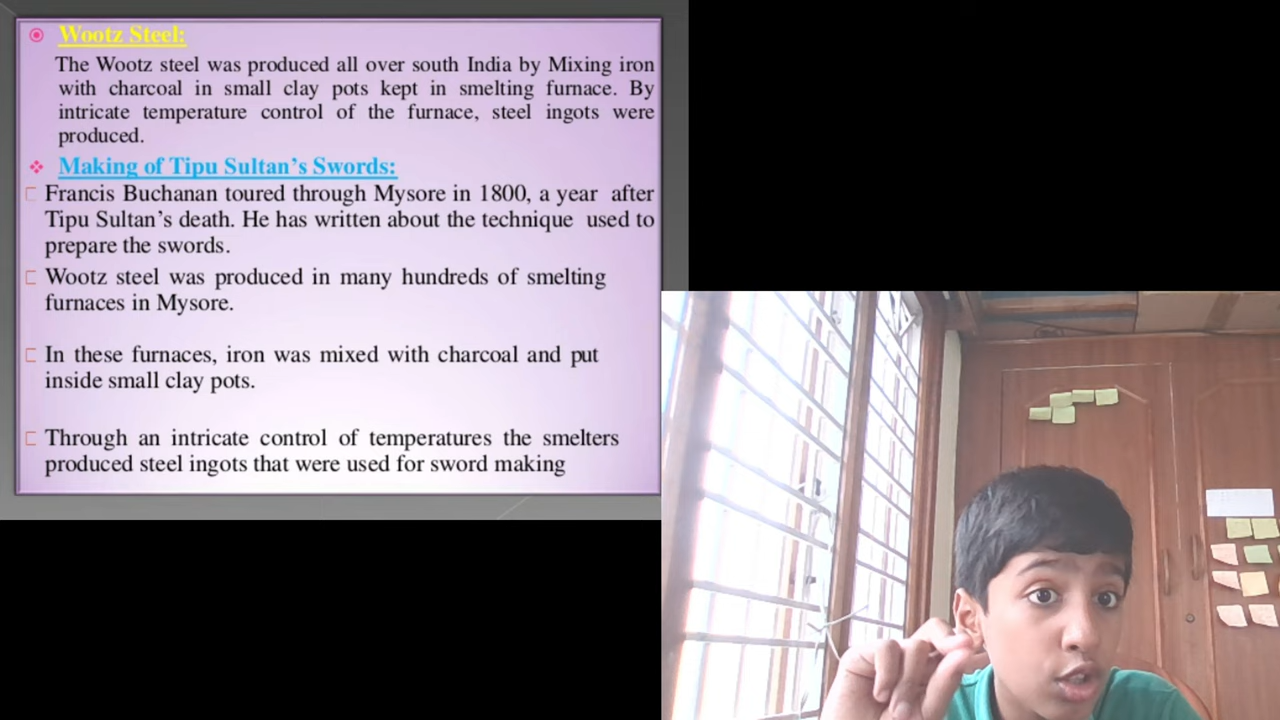 Wootz Steel:
The Wootz steel was produced all over south India by Mixing iron
with charcoal in small clay pots kept in smelting furnace. By
intricate temperature control of the furnace, steel ingots were
produced.
Making of Tipu Sultan's Swords:
Francis Buchanan toured through Mysore in 1800, a year after
Tipu Sultan's death. He has written about the technique used to
prepare the swords.
Wootz steel was produced in many hundreds of smelting
furnaces in Mysore.
In these furnaces, iron was mixed with charcoal and put
inside small clay pots.
Through an intricate control of temperatures the smelters
produced steel ingots that were used for sword making